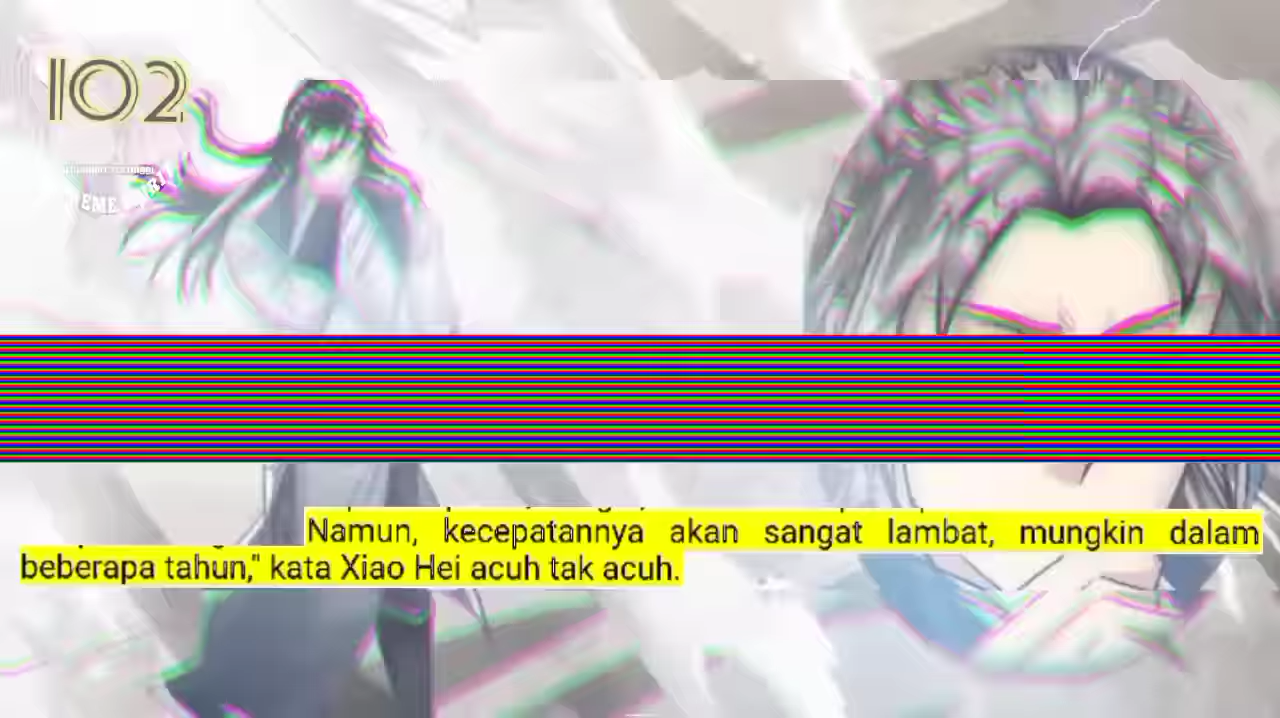 102
Namun, kecepatannya akan sangat lambat, mungkin dalam
beberapa tahun," kata Xiao Hei acuh tak acuh.